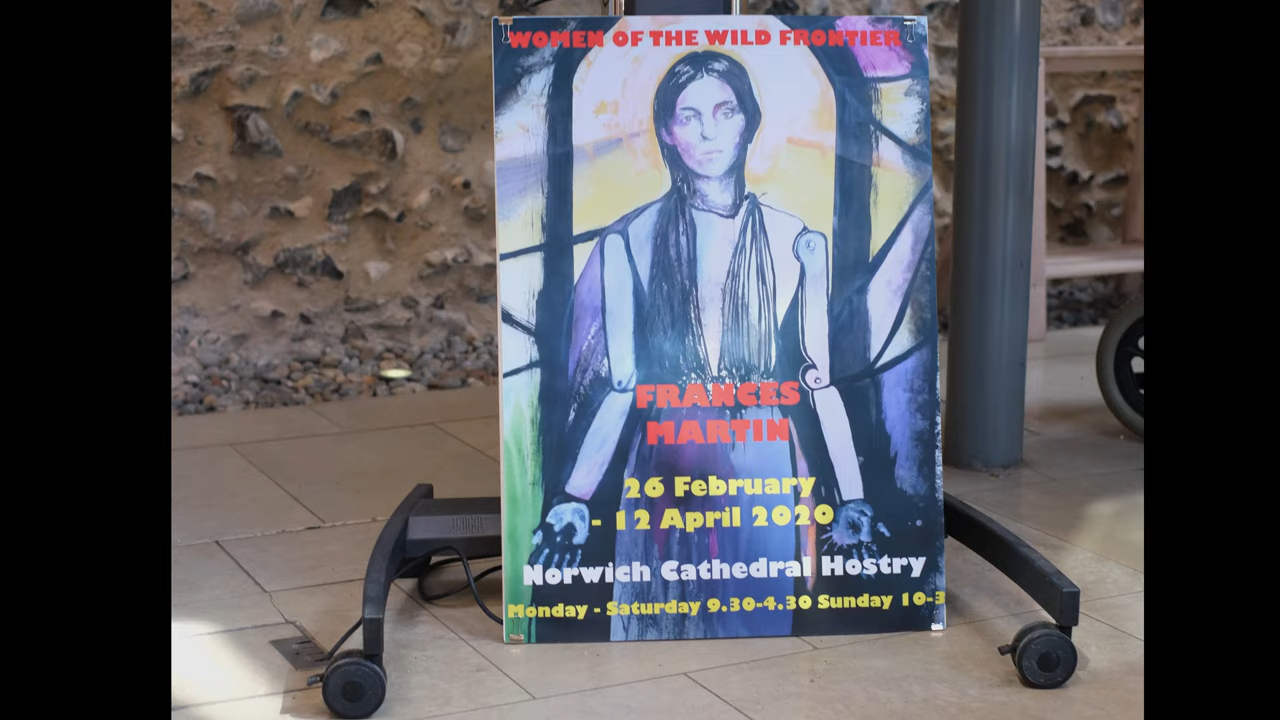 WOMEN OF THE WILD FRONTIER
FRANCES
MARTIN
26 February
- 12 April 2020
Norwich Cathedral Hostry
Monday - Saturday 9.30-4.30 Sunday 10-3